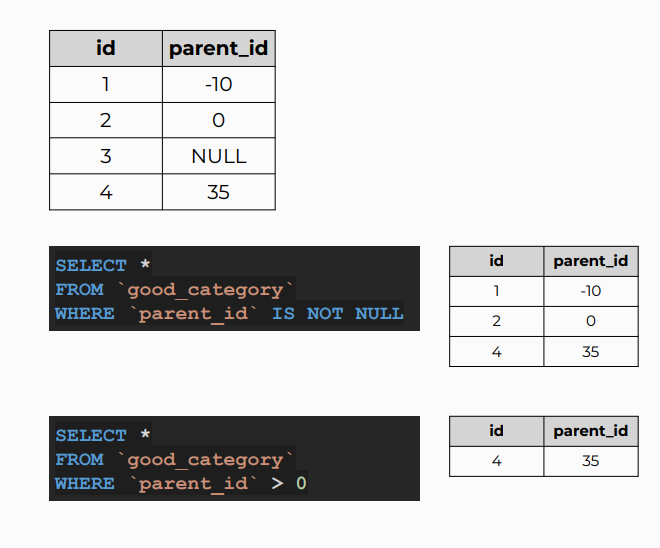 id parent_id
1 -10
2 0
3 NULL
4 35
SELECT *
FROM `good_category`
WHERE `parent_id` IS NOT NULL
id parent_id
1 -10
2 0
4 35
SELECT *
FROM `good_category`
WHERE `parent_id` > 0
id parent_id
4 35